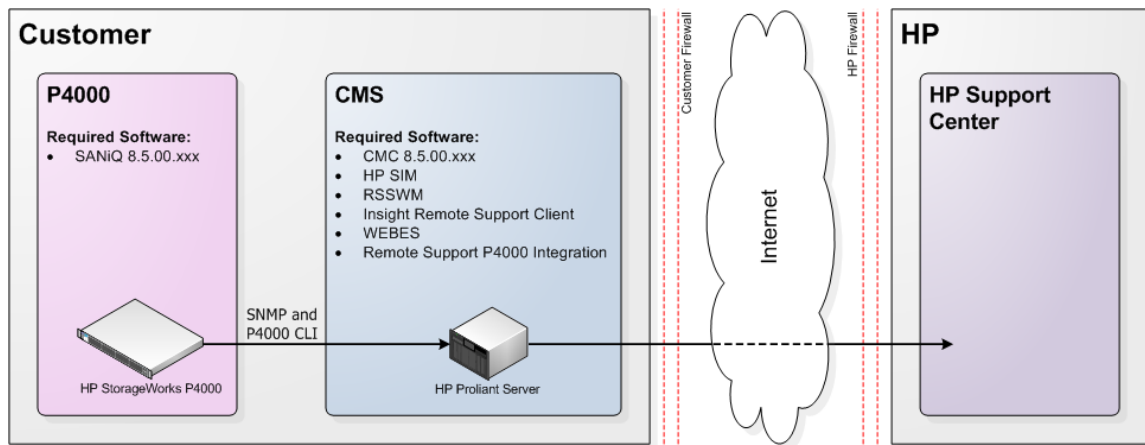 Customer
P4000
Required Software:
• SANiQ 8.5.00.xxx
HP StorageWorks P4000
SNMP and
P4000 CLI
CMS
Required Software:
• CMC 8.5.00.xxx
• HP SIM
• RSSWM
• Insight Remote Support Client
• WEBES
• Remote Support P4000 Integration
HP Proliant Server
Customer Firewall
Internet
HP Firewall
HP
HP Support
Center